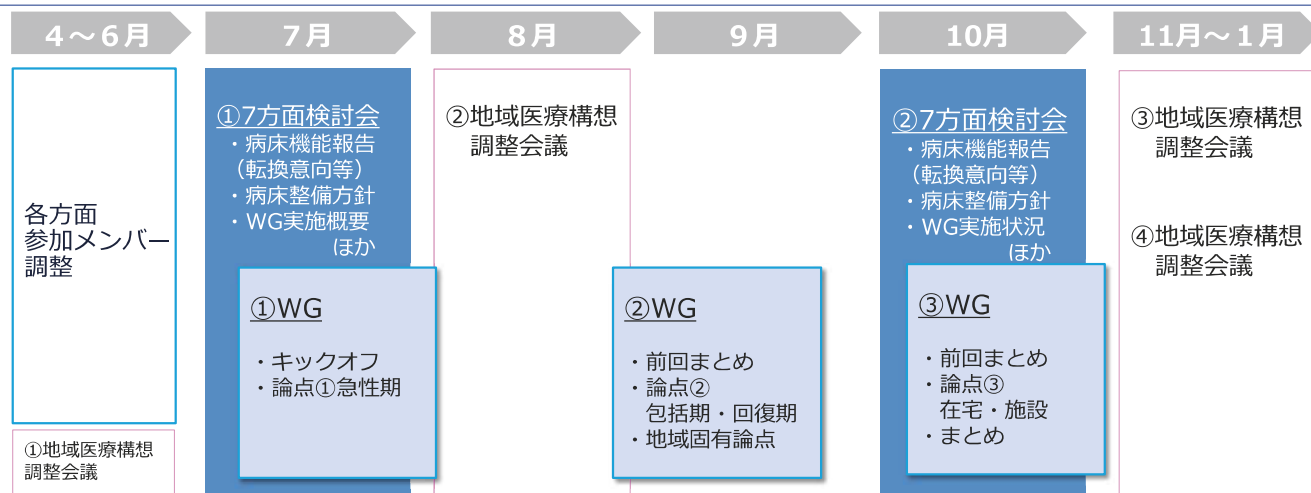 4～6月
7月
8月
9月
10月
11月～1月
各方面
参加メンバー
調整
①地域医療構想
調整会議
①7方面検討会
・病床機能報告
（転換意向等）
・病床整備方針
・WG実施概要
ほか
①WG
・キックオフ
・論点①急性期
②地域医療構想
調整会議
②WG
・前回まとめ
・論点②
包括期・回復期
・地域固有論点
②7方面検討会
・病床機能報告
（転換意向等）
・病床整備方針
・WG実施状況
ほか
③WG
・前回まとめ
・論点③
在宅・施設
・まとめ
③地域医療構想
調整会議
④地域医療構想
調整会議